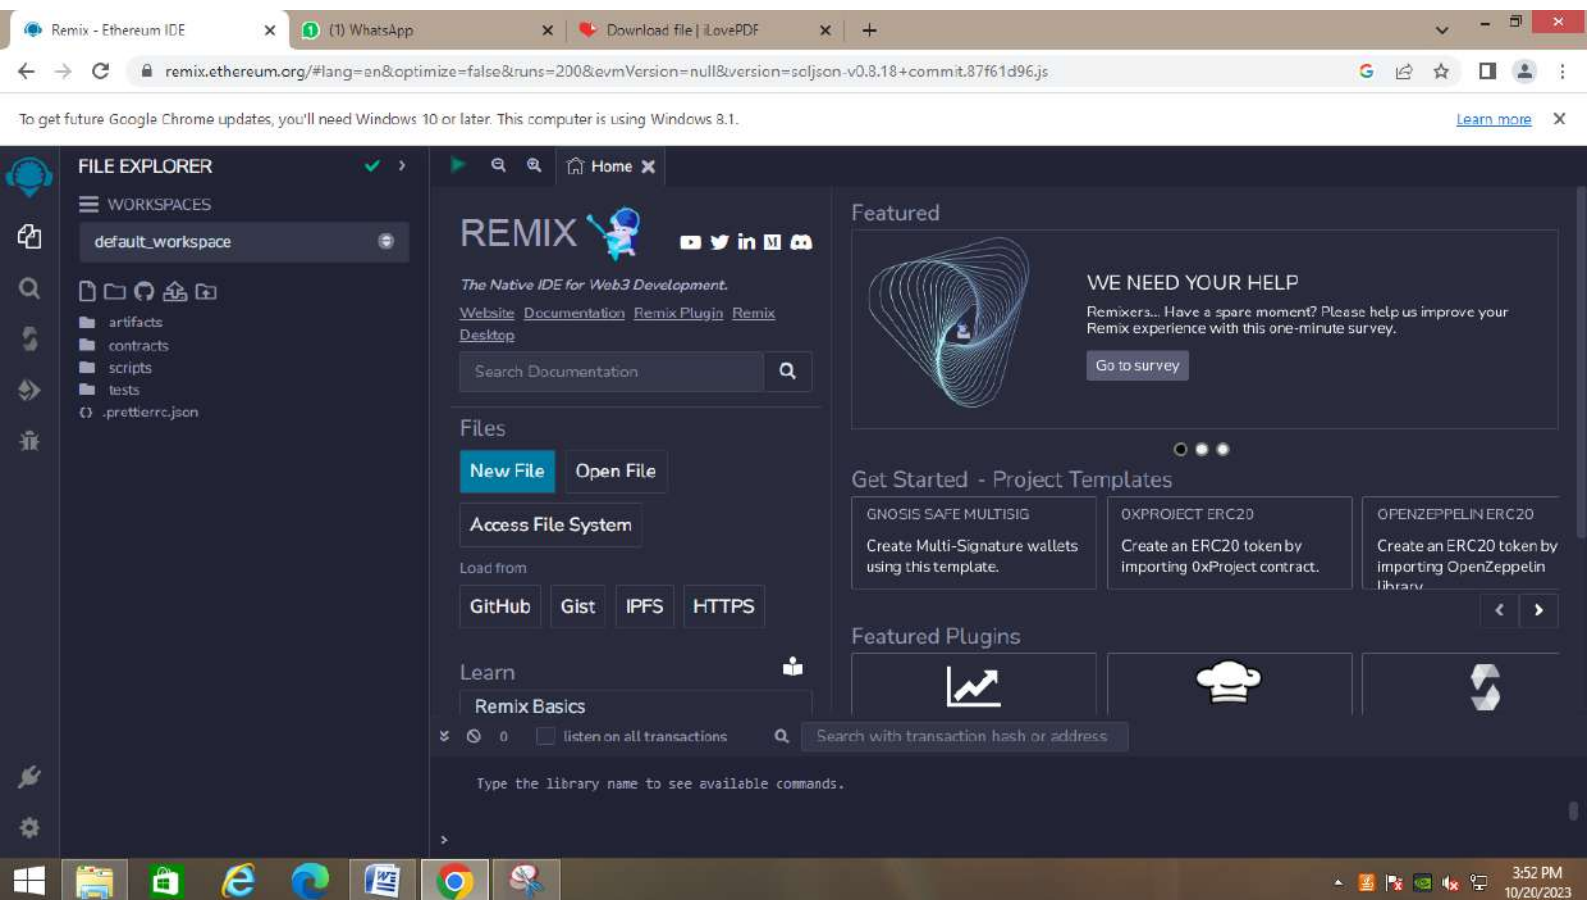 Remix - Ethereum IDE
(1) WhatsApp
Download file | iLovePDF
remix.ethereum.org/#lang=en&optimize=false&runs=200&evmVersion=null&version=soljson-v0.8.18+commit.87f61d96.js
To get future Google Chrome updates, you'll need Windows 10 or later. This computer is using Windows 8.1.
Learn more
FILE EXPLORER
WORKSPACES
default_workspace
artifacts
contracts
scripts
tests
.prettierrc.json
Home
REMIX
The Native IDE for Web3 Development.
Website Documentation Remix Plugin Remix
Desktop
Search Documentation
Files
New File
Open File
Access File System
Load from
GitHub
Gist
IPFS
HTTPS
Learn
Remix Basics
Featured
WE NEED YOUR HELP
Remixers... Have a spare moment? Please help us improve your
Remix experience with this one-minute survey.
Go to survey
Get Started - Project Templates
GNOSIS SAFE MULTISIG
Create Multi-Signature wallets
using this template.
0XPROJECT ERC20
Create an ERC20 token by
importing 0xProject contract.
OPENZEPPELIN ERC20
Create an ERC20 token by
importing OpenZeppelin
library
Featured Plugins
0
listen on all transactions
Search with transaction hash or address
Type the library name to see available commands.
>
3:52 PM
10/20/2023